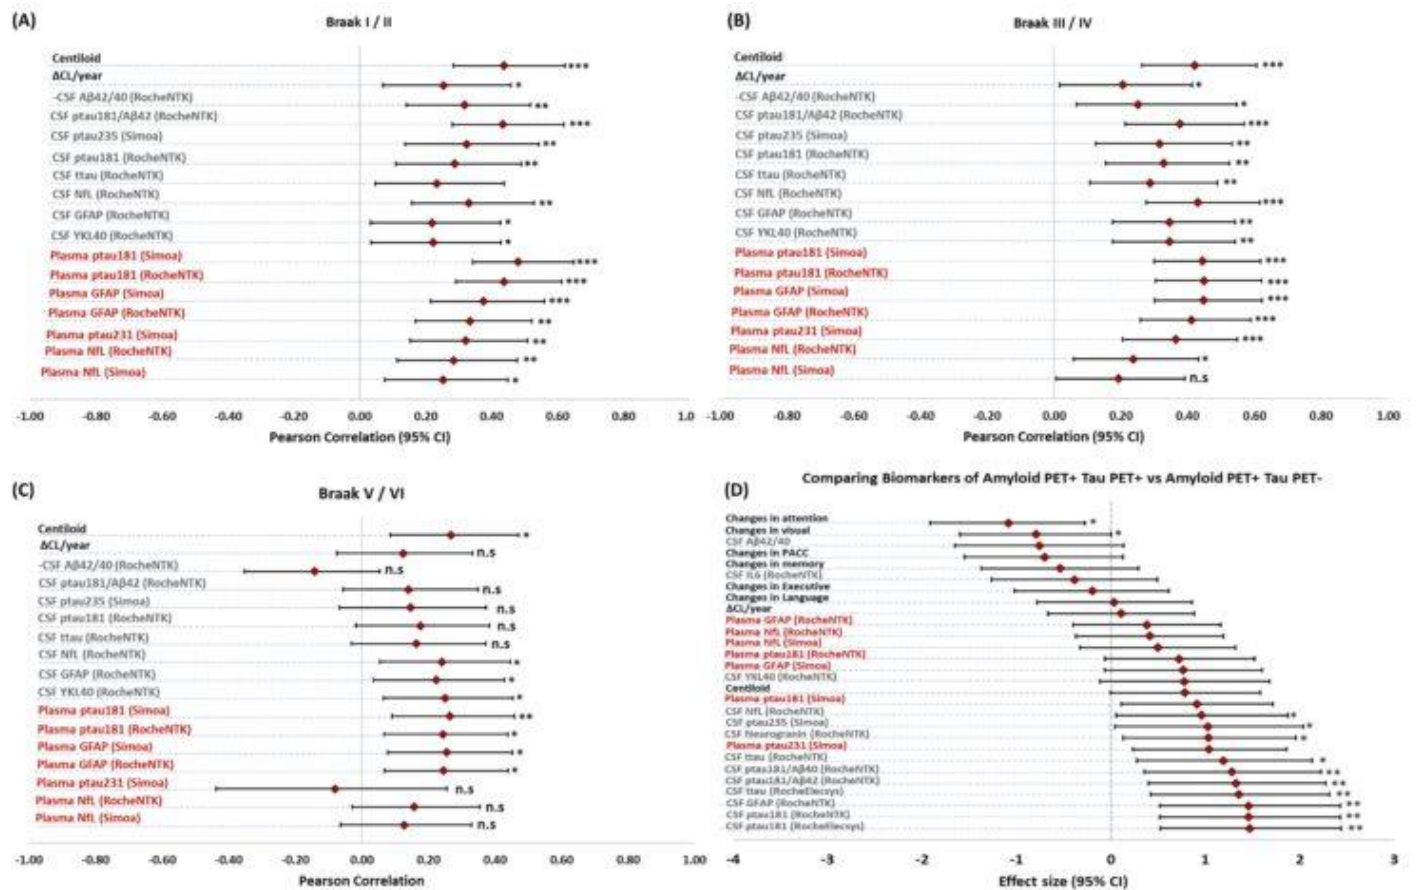 (A)
Braak I / II
Centiloid
***
ΔCL/year
*
-CSF Aβ42/40 (RocheNTK)
**
CSF ptau181/Aβ42 (RocheNTK)
***
CSF ptau235 (Simoa)
**
CSF ptau181 (RocheNTK)
**
CSF ttau (RocheNTK)
CSF NfL (RocheNTK)
**
CSF GFAP (RocheNTK)
*
CSF YKL40 (RocheNTK)
*
Plasma ptau181 (Simoa)
***
Plasma ptau181 (RocheNTK)
***
Plasma GFAP (Simoa)
***
Plasma GFAP (RocheNTK)
**
Plasma ptau231 (Simoa)
**
Plasma NfL (RocheNTK)
**
Plasma NfL (Simoa)
*
-1.00 -0.80 -0.60 -0.40 -0.20 0.00 0.20 0.40 0.60 0.80 1.00
Pearson Correlation (95% CI)
(B)
Braak III / IV
Centiloid
***
ΔCL/year
*
-CSF Aβ42/40 (RocheNTK)
*
CSF ptau181/Aβ42 (RocheNTK)
***
CSF ptau235 (Simoa)
**
CSF ptau181 (RocheNTK)
**
CSF ttau (RocheNTK)
**
CSF NfL (RocheNTK)
***
CSF GFAP (RocheNTK)
**
CSF YKL40 (RocheNTK)
**
Plasma ptau181 (Simoa)
***
Plasma ptau181 (RocheNTK)
***
Plasma GFAP (Simoa)
***
Plasma GFAP (RocheNTK)
***
Plasma ptau231 (Simoa)
***
Plasma NfL (RocheNTK)
*
Plasma NfL (Simoa)
n.s
-1.00 -0.80 -0.60 -0.40 -0.20 0.00 0.20 0.40 0.60 0.80 1.00
Pearson Correlation (95% CI)
(C)
Braak V / VI
Centiloid
*
ΔCL/year
n.s
-CSF Aβ42/40 (RocheNTK)
n.s
CSF ptau181/Aβ42 (RocheNTK)
n.s
CSF ptau235 (Simoa)
n.s
CSF ptau181 (RocheNTK)
n.s
CSF ttau (RocheNTK)
n.s
CSF NfL (RocheNTK)
*
CSF GFAP (RocheNTK)
*
CSF YKL40 (RocheNTK)
*
Plasma ptau181 (Simoa)
**
Plasma ptau181 (RocheNTK)
*
Plasma GFAP (Simoa)
*
Plasma GFAP (RocheNTK)
*
Plasma ptau231 (Simoa)
n.s
Plasma NfL (RocheNTK)
n.s
Plasma NfL (Simoa)
n.s
-1.00 -0.80 -0.60 -0.40 -0.20 0.00 0.20 0.40 0.60 0.80 1.00
Pearson Correlation
(D)
Comparing Biomarkers of Amyloid PET+ Tau PET+ vs Amyloid PET+ Tau PET-
Changes in attention
*
Changes in visual
*
CSF Aβ42/40
Changes in PACC
Changes in memory
CSF IL6 (RocheNTK)
Changes in Executive
Changes in Language
ΔCL/year
Plasma GFAP (RocheNTK)
Plasma NfL (RocheNTK)
Plasma NfL (Simoa)
Plasma ptau181 (RocheNTK)
Plasma GFAP (Simoa)
CSF YKL40 (RocheNTK)
Centiloid
Plasma ptau181 (Simoa)
CSF NfL (RocheNTK)
*
CSF ptau235 (Simoa)
*
CSF Neurogranin (RocheNTK)
*
Plasma ptau231 (Simoa)
CSF ttau (RocheNTK)
*
CSF ptau181/Aβ40 (RocheNTK)
**
CSF ptau181/Aβ42 (RocheNTK)
**
CSF ttau (RocheElecsys)
**
CSF GFAP (RocheNTK)
**
CSF ptau181 (RocheNTK)
**
CSF ptau181 (RocheElecsys)
**
-4 -3 -2 -1 0 1 2 3
Effect size (95% CI)